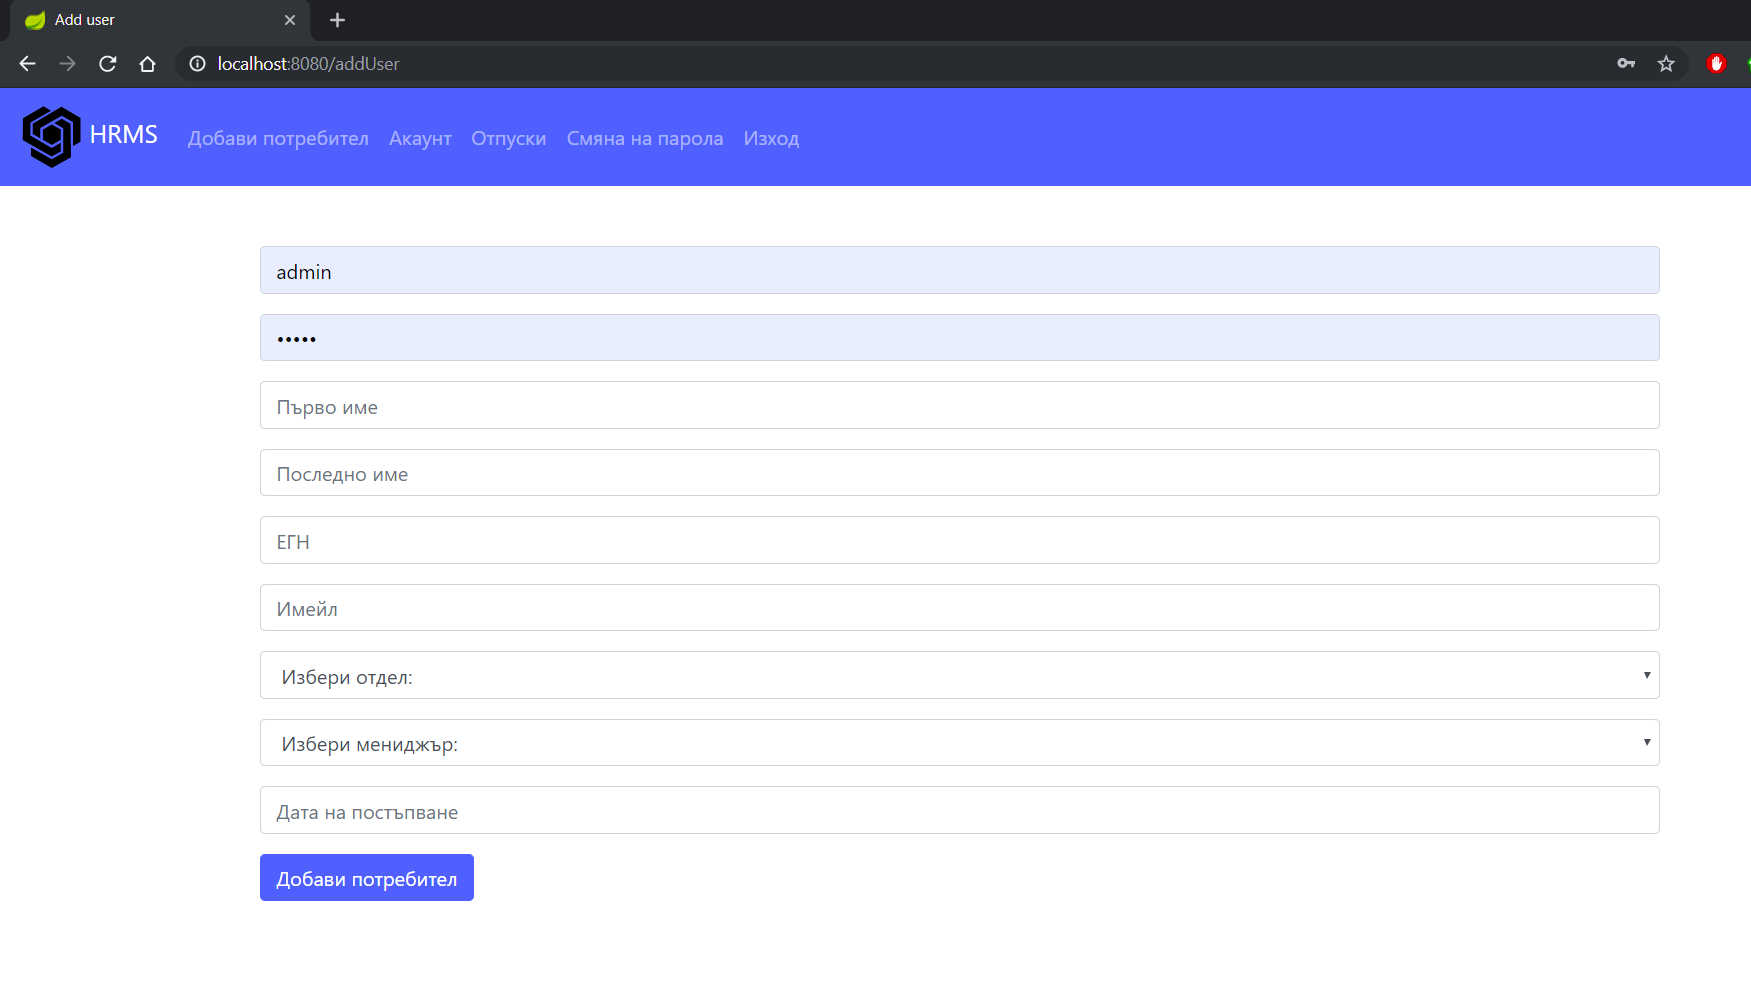 Add user
localhost:8080/addUser
HRMS Добави потребител Акаунт Отпуски Смяна на парола Изход
admin
•••••
Първо име
Последно име
ЕГН
Имейл
Избери отдел:
Избери мениджър:
Дата на постъпване
Добави потребител